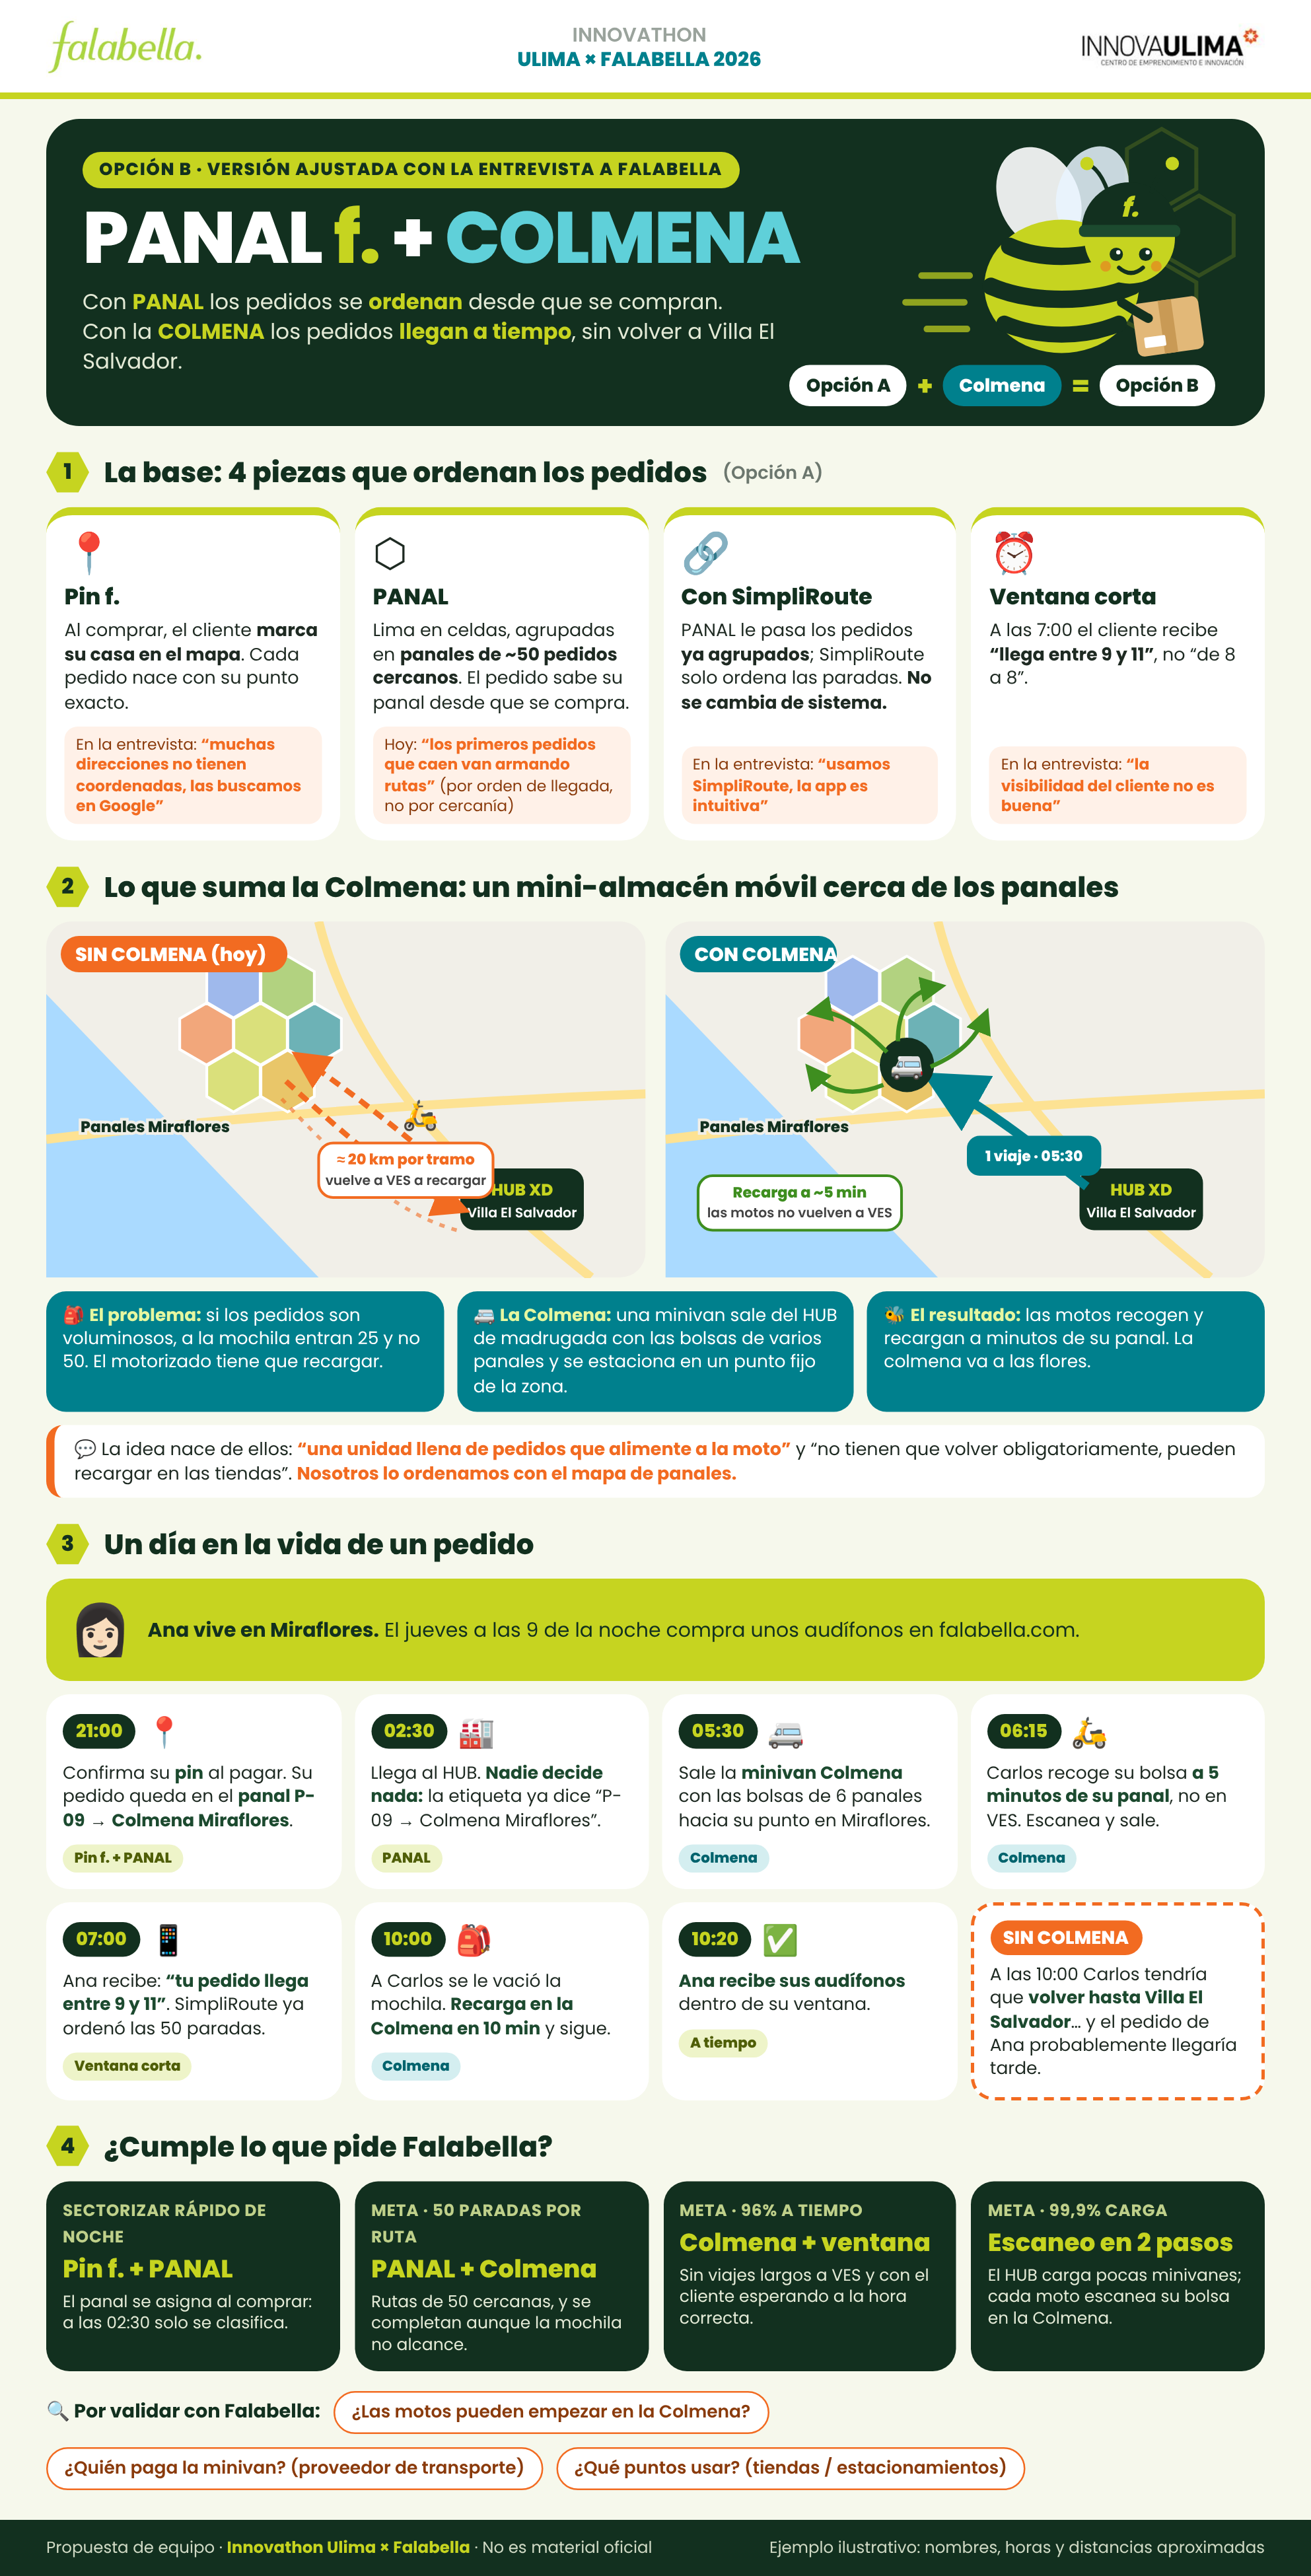 falabella.
INNOVATHON
ULIMA × FALABELLA 2026
INNOVAULIMA
CENTRO DE EMPRENDIMIENTO E INNOVACIÓN
OPCIÓN B · VERSIÓN AJUSTADA CON LA ENTREVISTA A FALABELLA
PANAL f. + COLMENA
Con PANAL los pedidos se ordenan desde que se compran.
Con la COLMENA los pedidos llegan a tiempo, sin volver a Villa El
Salvador.
f.
Opción A + Colmena = Opción B
1 La base: 4 piezas que ordenan los pedidos (Opción A)
Pin f.
Al comprar, el cliente marca
su casa en el mapa. Cada
pedido nace con su punto
exacto.
En la entrevista: “muchas
direcciones no tienen
coordenadas, las buscamos
en Google”
PANAL
Lima en celdas, agrupadas
en panales de ~50 pedidos
cercanos. El pedido sabe su
panal desde que se compra.
Hoy: “los primeros pedidos
que caen van armando
rutas” (por orden de llegada,
no por cercanía)
Con SimpliRoute
PANAL le pasa los pedidos
ya agrupados; SimpliRoute
solo ordena las paradas. No
se cambia de sistema.
En la entrevista: “usamos
SimpliRoute, la app es
intuitiva”
Ventana corta
A las 7:00 el cliente recibe
“llega entre 9 y 11”, no “de 8
a 8”.
En la entrevista: “la
visibilidad del cliente no es
buena”
2 Lo que suma la Colmena: un mini-almacén móvil cerca de los panales
SIN COLMENA (hoy)
Panales Miraflores
≈ 20 km por tramo
vuelve a VES a recargar
HUB XD
Villa El Salvador
CON COLMENA
Panales Miraflores
1 viaje · 05:30
Recarga a ~5 min
las motos no vuelven a VES
HUB XD
Villa El Salvador
El problema: si los pedidos son
voluminosos, a la mochila entran 25 y no
50. El motorizado tiene que recargar.
La Colmena: una minivan sale del HUB
de madrugada con las bolsas de varios
panales y se estaciona en un punto fijo
de la zona.
El resultado: las motos recogen y
recargan a minutos de su panal. La
colmena va a las flores.
La idea nace de ellos: “una unidad llena de pedidos que alimente a la moto” y “no tienen que volver obligatoriamente, pueden
recargar en las tiendas”. Nosotros lo ordenamos con el mapa de panales.
3 Un día en la vida de un pedido
Ana vive en Miraflores. El jueves a las 9 de la noche compra unos audífonos en falabella.com.
21:00
Confirma su pin al pagar. Su
pedido queda en el panal P-
09 → Colmena Miraflores.
Pin f. + PANAL
02:30
Llega al HUB. Nadie decide
nada: la etiqueta ya dice “P-
09 → Colmena Miraflores”.
PANAL
05:30
Sale la minivan Colmena
con las bolsas de 6 panales
hacia su punto en Miraflores.
Colmena
06:15
Carlos recoge su bolsa a 5
minutos de su panal, no en
VES. Escanea y sale.
Colmena
07:00
Ana recibe: “tu pedido llega
entre 9 y 11”. SimpliRoute ya
ordenó las 50 paradas.
Ventana corta
10:00
A Carlos se le vació la
mochila. Recarga en la
Colmena en 10 min y sigue.
Colmena
10:20
Ana recibe sus audífonos
dentro de su ventana.
A tiempo
SIN COLMENA
A las 10:00 Carlos tendría
que volver hasta Villa El
Salvador… y el pedido de
Ana probablemente llegaría
tarde.
4 ¿Cumple lo que pide Falabella?
SECTORIZAR RÁPIDO DE
NOCHE
Pin f. + PANAL
El panal se asigna al comprar:
a las 02:30 solo se clasifica.
META · 50 PARADAS POR
RUTA
PANAL + Colmena
Rutas de 50 cercanas, y se
completan aunque la mochila
no alcance.
META · 96% A TIEMPO
Colmena + ventana
Sin viajes largos a VES y con el
cliente esperando a la hora
correcta.
META · 99,9% CARGA
Escaneo en 2 pasos
El HUB carga pocas minivanes;
cada moto escanea su bolsa
en la Colmena.
Por validar con Falabella: ¿Las motos pueden empezar en la Colmena?
¿Quién paga la minivan? (proveedor de transporte) ¿Qué puntos usar? (tiendas / estacionamientos)
Propuesta de equipo · Innovathon Ulima × Falabella · No es material oficial
Ejemplo ilustrativo: nombres, horas y distancias aproximadas